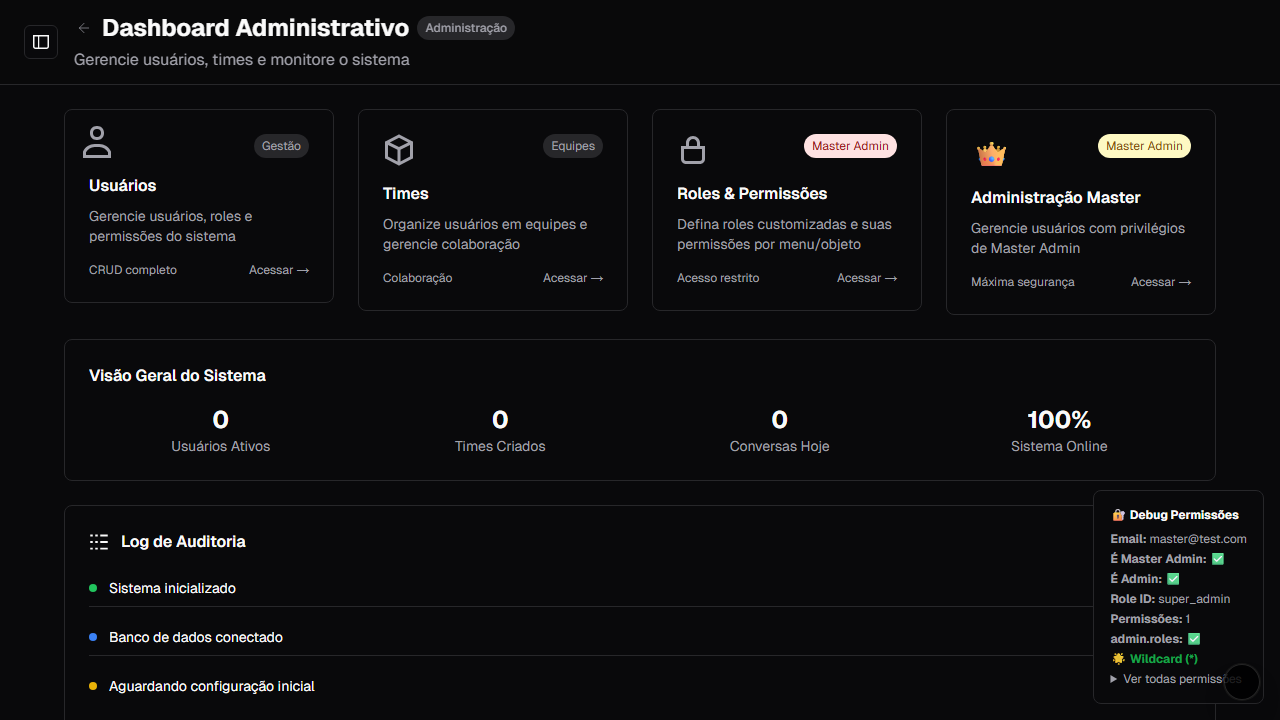 ← Dashboard Administrativo Administração
Gerencie usuários, times e monitore o sistema
Gestão
Usuários
Gerencie usuários, roles e
permissões do sistema
CRUD completo Acessar →
Equipes
Times
Organize usuários em equipes e
gerencie colaboração
Colaboração Acessar →
Master Admin
Roles & Permissões
Defina roles customizadas e suas
permissões por menu/objeto
Acesso restrito Acessar →
Master Admin
Administração Master
Gerencie usuários com privilégios
de Master Admin
Máxima segurança Acessar →
Visão Geral do Sistema
0
Usuários Ativos
0
Times Criados
0
Conversas Hoje
100%
Sistema Online
Log de Auditoria
Sistema inicializado
Banco de dados conectado
Aguardando configuração inicial
🔐 Debug Permissões
Email: master@test.com
É Master Admin: ✅
É Admin: ✅
Role ID: super_admin
Permissões: 1
admin.roles: ✅
🌟 Wildcard (*)
▶ Ver todas permissões